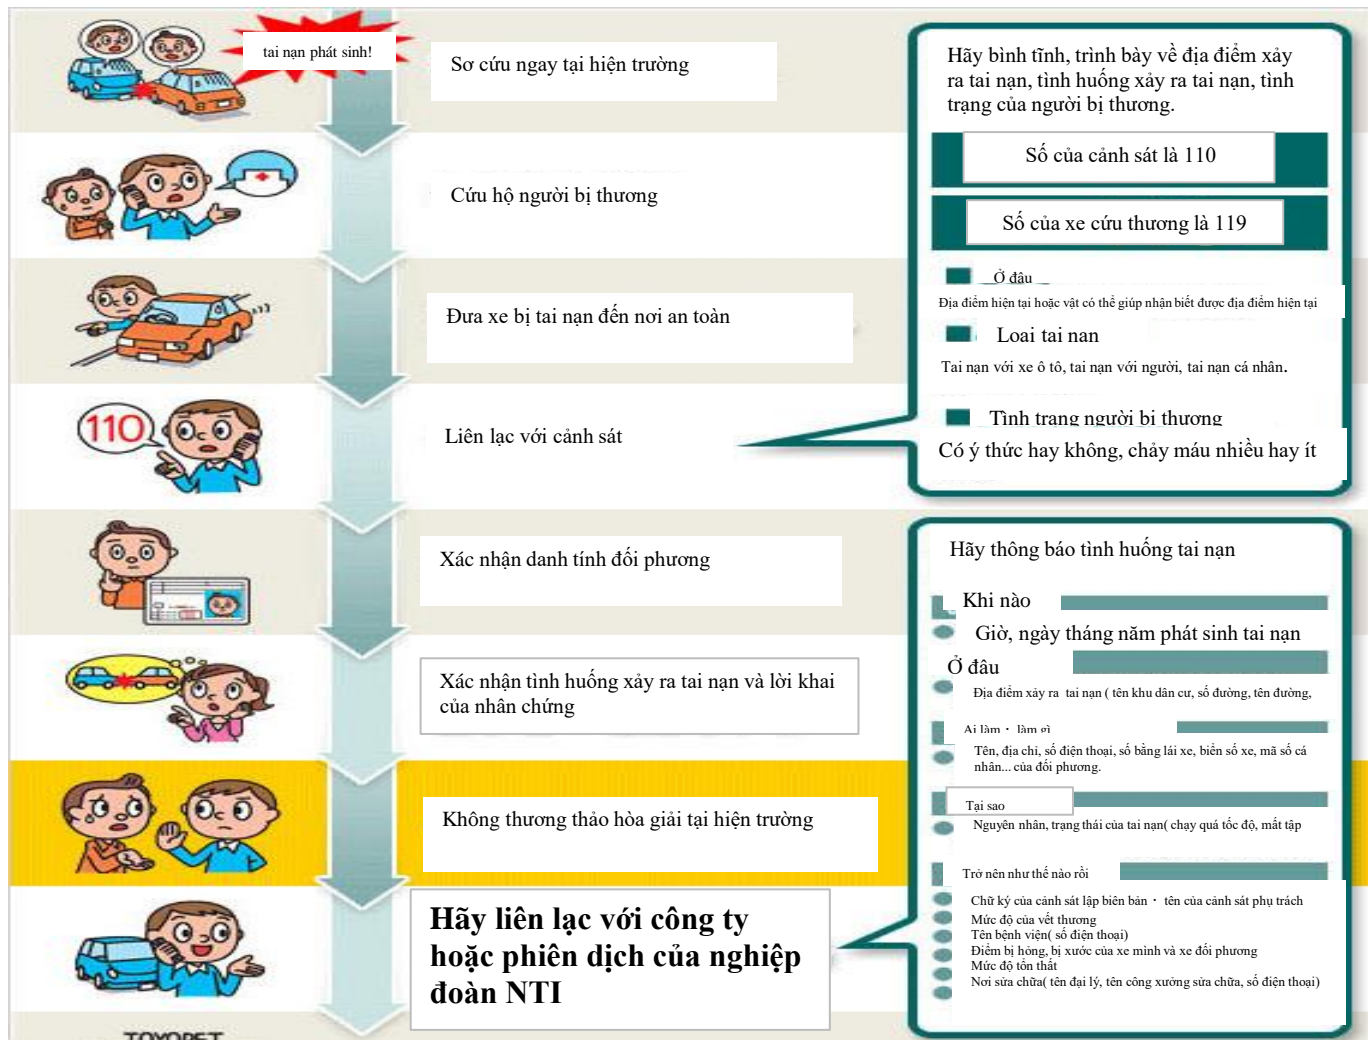 tai nạn phát sinh!
Sơ cứu ngay tại hiện trường
Cứu hộ người bị thương
Đưa xe bị tai nạn đến nơi an toàn
110
Liên lạc với cảnh sát
Xác nhận danh tính đối phương
Xác nhận tình huống xảy ra tai nạn và lời khai
của nhân chứng
Không thương thảo hòa giải tại hiện trường
Hãy liên lạc với công ty
hoặc phiên dịch của nghiệp
đoàn NTI
Hãy bình tĩnh, trình bày về địa điểm xảy
ra tai nạn, tình huống xảy ra tai nạn, tình
trạng của người bị thương.
Số của cảnh sát là 110
Số của xe cứu thương là 119
Ở đâu
Địa điểm hiện tại hoặc vật có thể giúp nhận biết được địa điểm hiện tại
Loai tai nan
Tai nạn với xe ô tô, tai nạn với người, tai nạn cá nhân.
Tình trang người bi thương
Có ý thức hay không, chảy máu nhiều hay ít
Hãy thông báo tình huống tai nạn
Khi nào
Giờ, ngày tháng năm phát sinh tai nạn
Ở đâu
Địa điểm xảy ra tai nạn ( tên khu dân cư, số đường, tên đường,
Ai làm・ làm gì
Tên, địa chỉ, số điện thoại, số bằng lái xe, biển số xe, mã số cá
nhân... của đối phương.
Tại sao
Nguyên nhân, trạng thái của tai nạn( chạy quá tốc độ, mất tập
Trở nên như thế nào rồi
Chữ ký của cảnh sát lập biên bản・ tên của cảnh sát phụ trách
Mức độ của vết thương
Tên bệnh viện( số điện thoại)
Điểm bị hỏng, bị xước của xe mình và xe đối phương
Mức độ tổn thất
Nơi sửa chữa( tên đại lý, tên công xưởng sửa chữa, số điện thoại)
TOYOPET